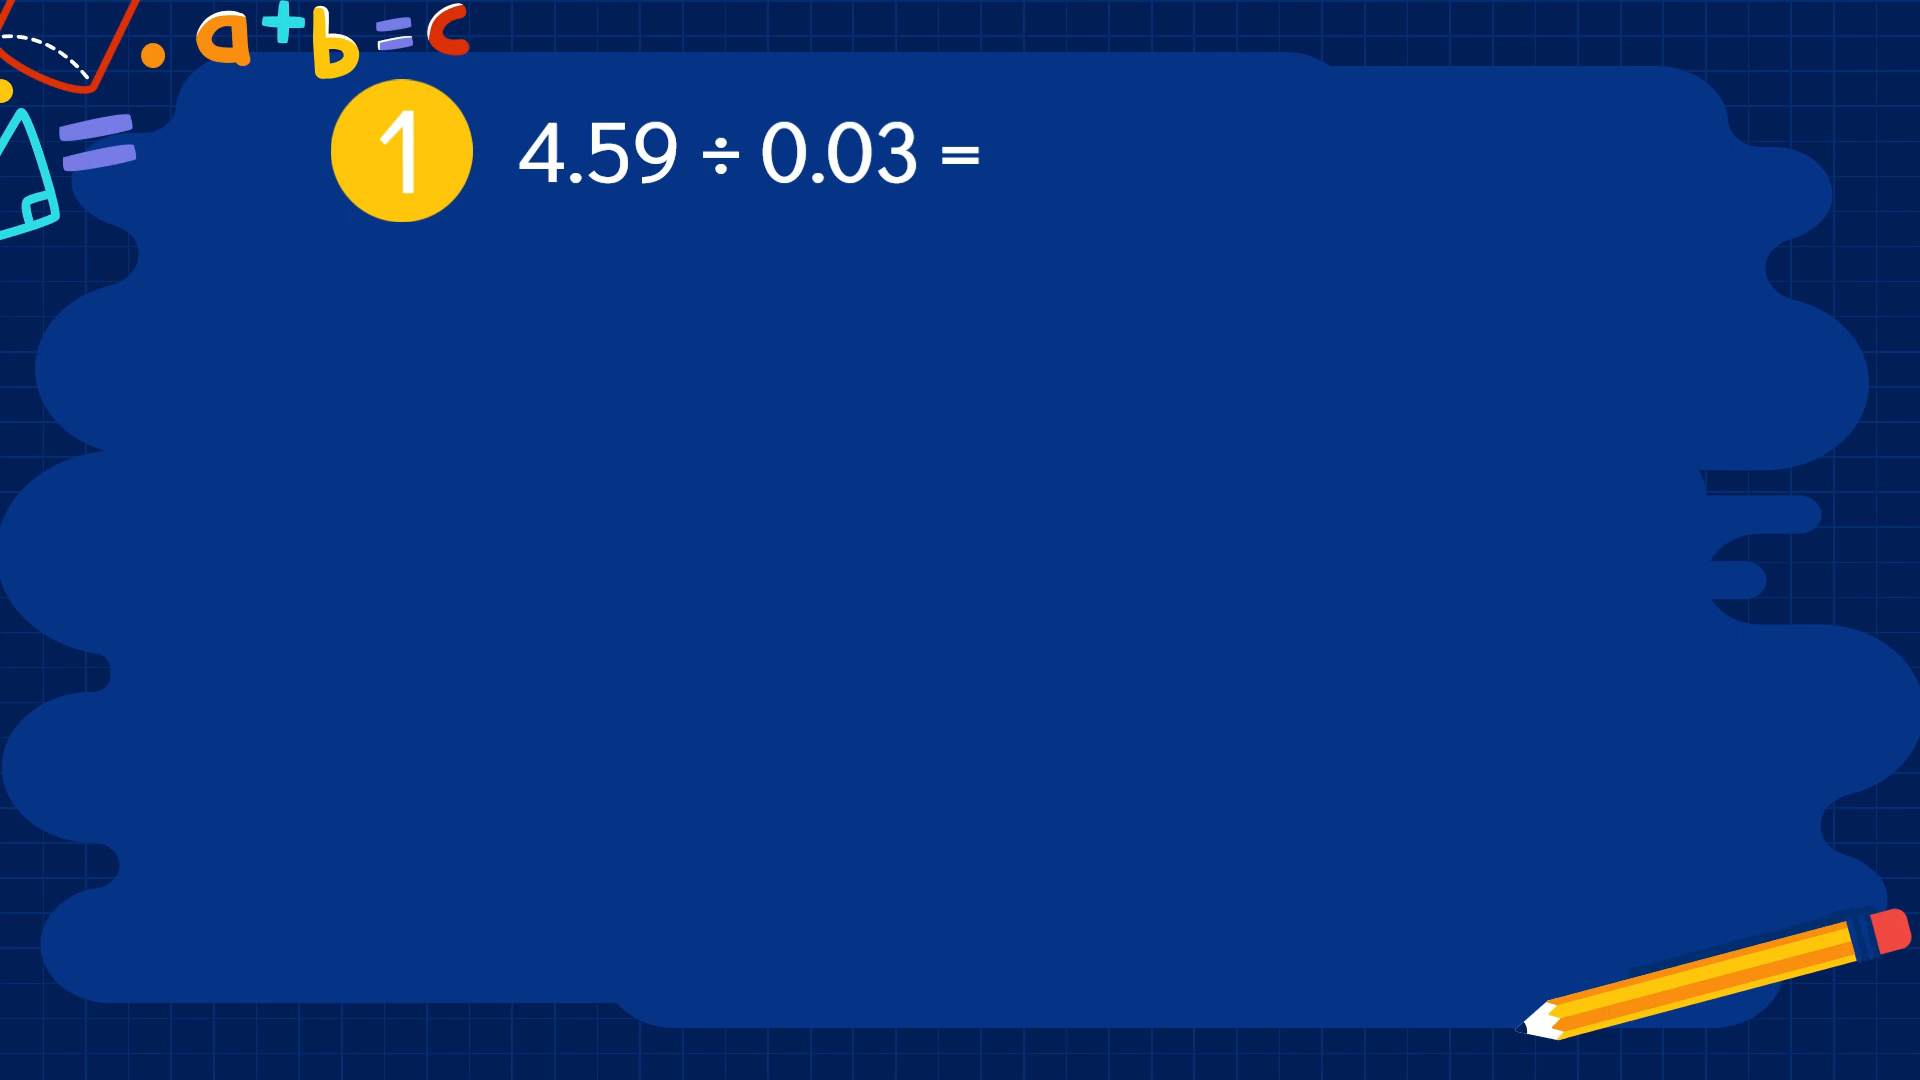 a+b=c
1 4.59 ÷ 0.03 =